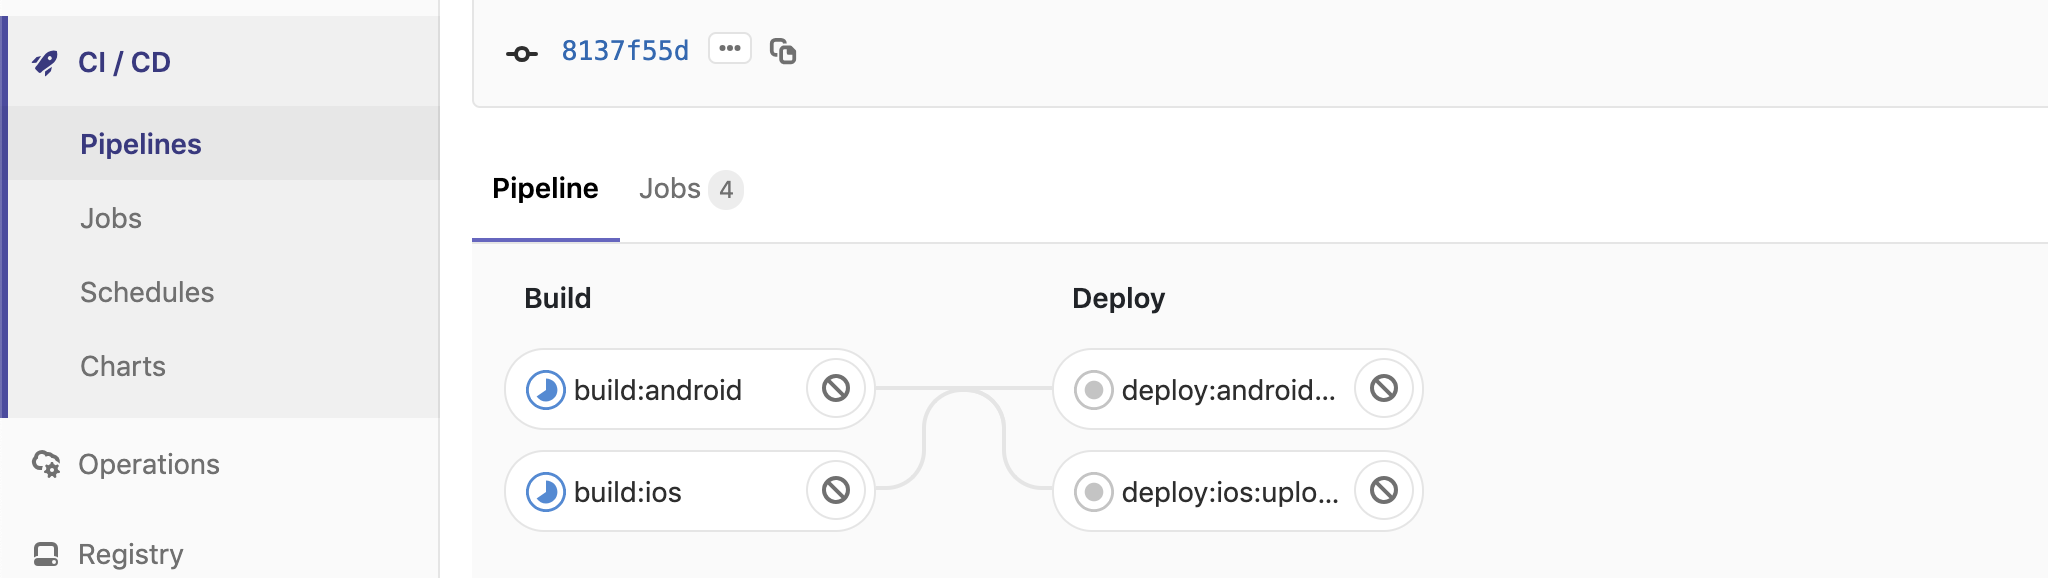 CI / CD
Pipelines
Jobs
Schedules
Charts
Operations
Registry
8137f55d
Pipeline
Jobs 4
Build
Deploy
build:android
deploy:android...
build:ios
deploy:ios:uplo...